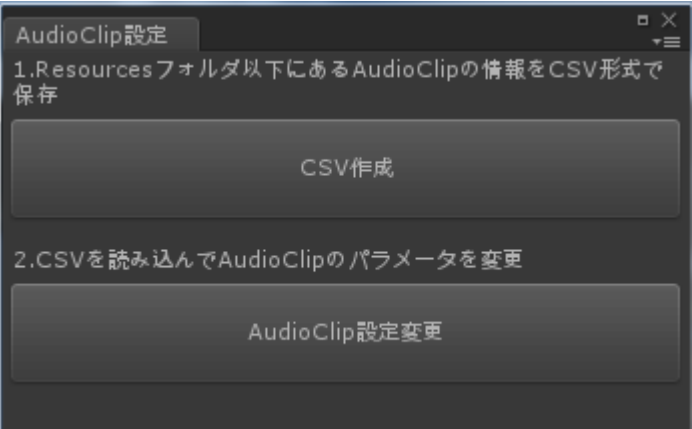 AudioClip設定
1.Resourcesフォルダ以下にあるAudioClipの情報をCSV形式で
保存
CSV作成
2.CSVを読み込んでAudioClipのパラメータを変更
AudioClip設定変更